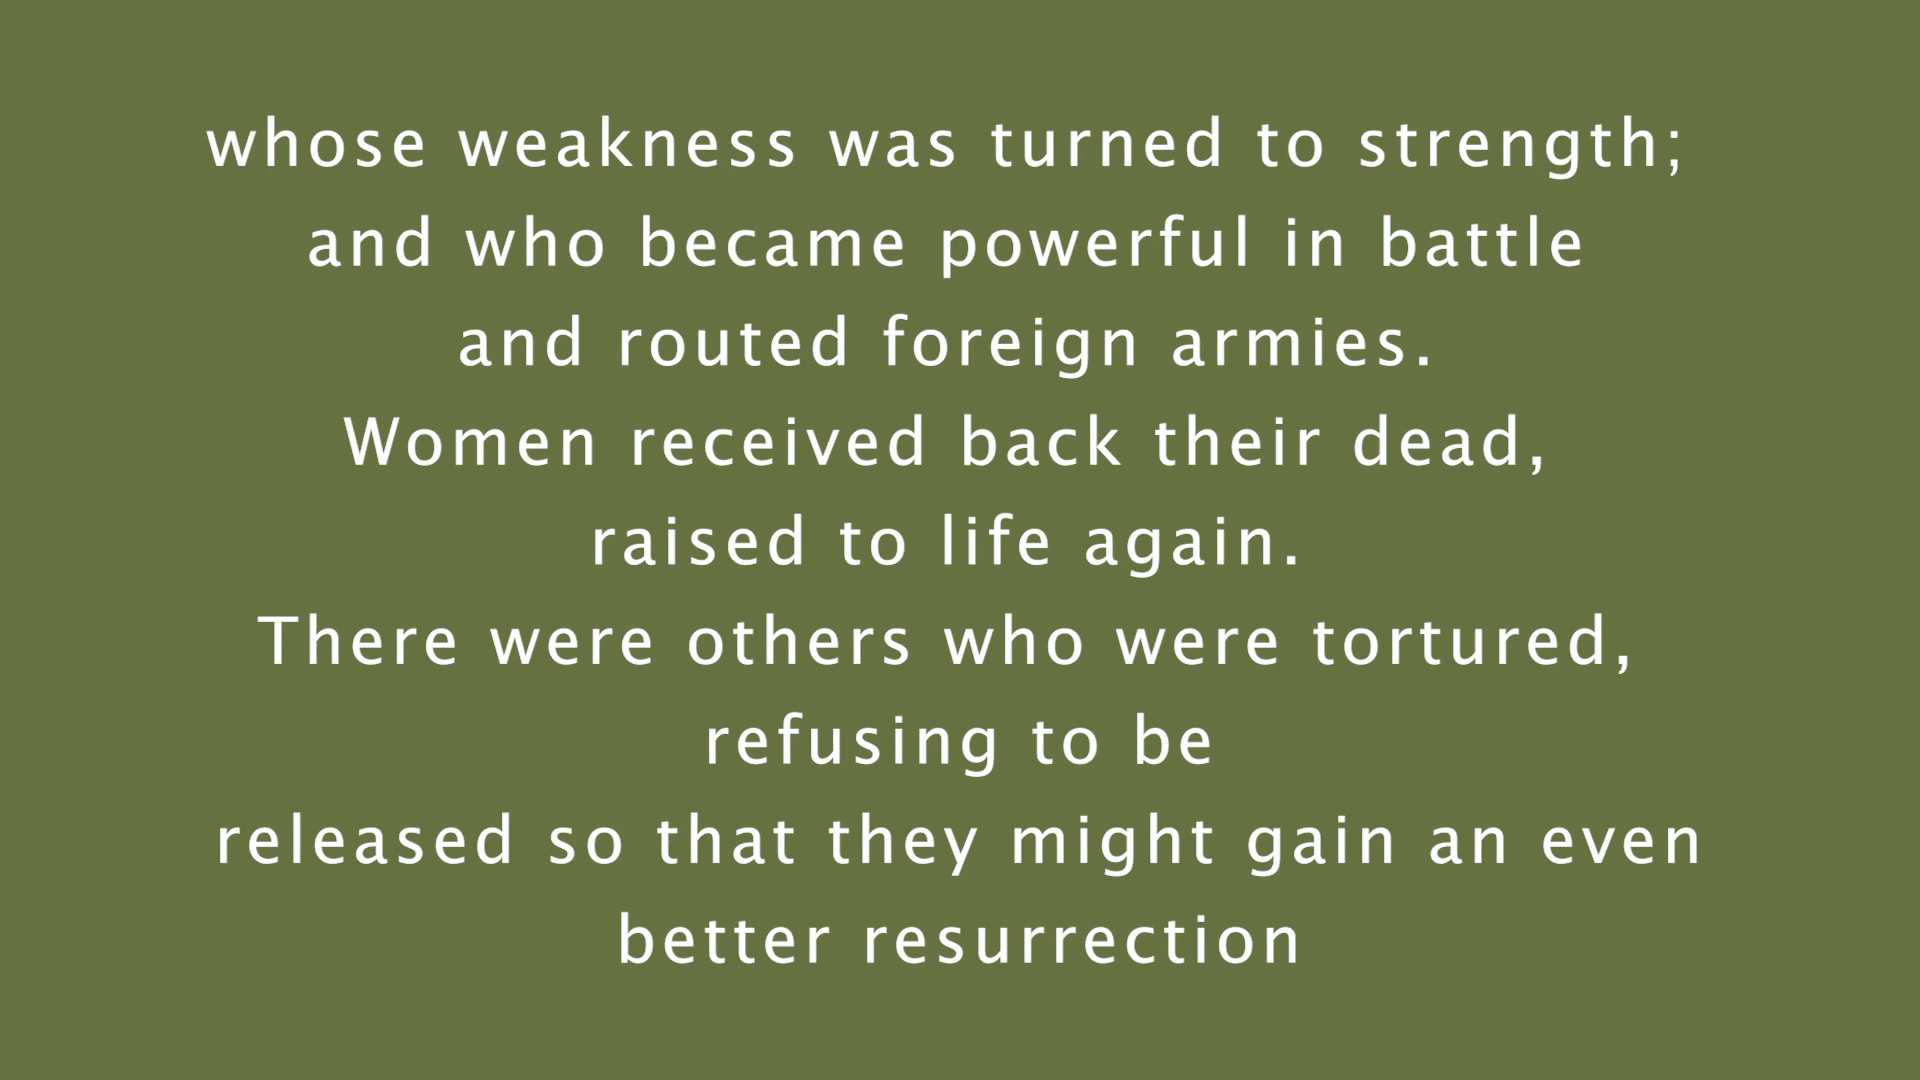 whose weakness was turned to strength;
and who became powerful in battle
and routed foreign armies.
Women received back their dead,
raised to life again.
There were others who were tortured,
refusing to be
released so that they might gain an even
better resurrection